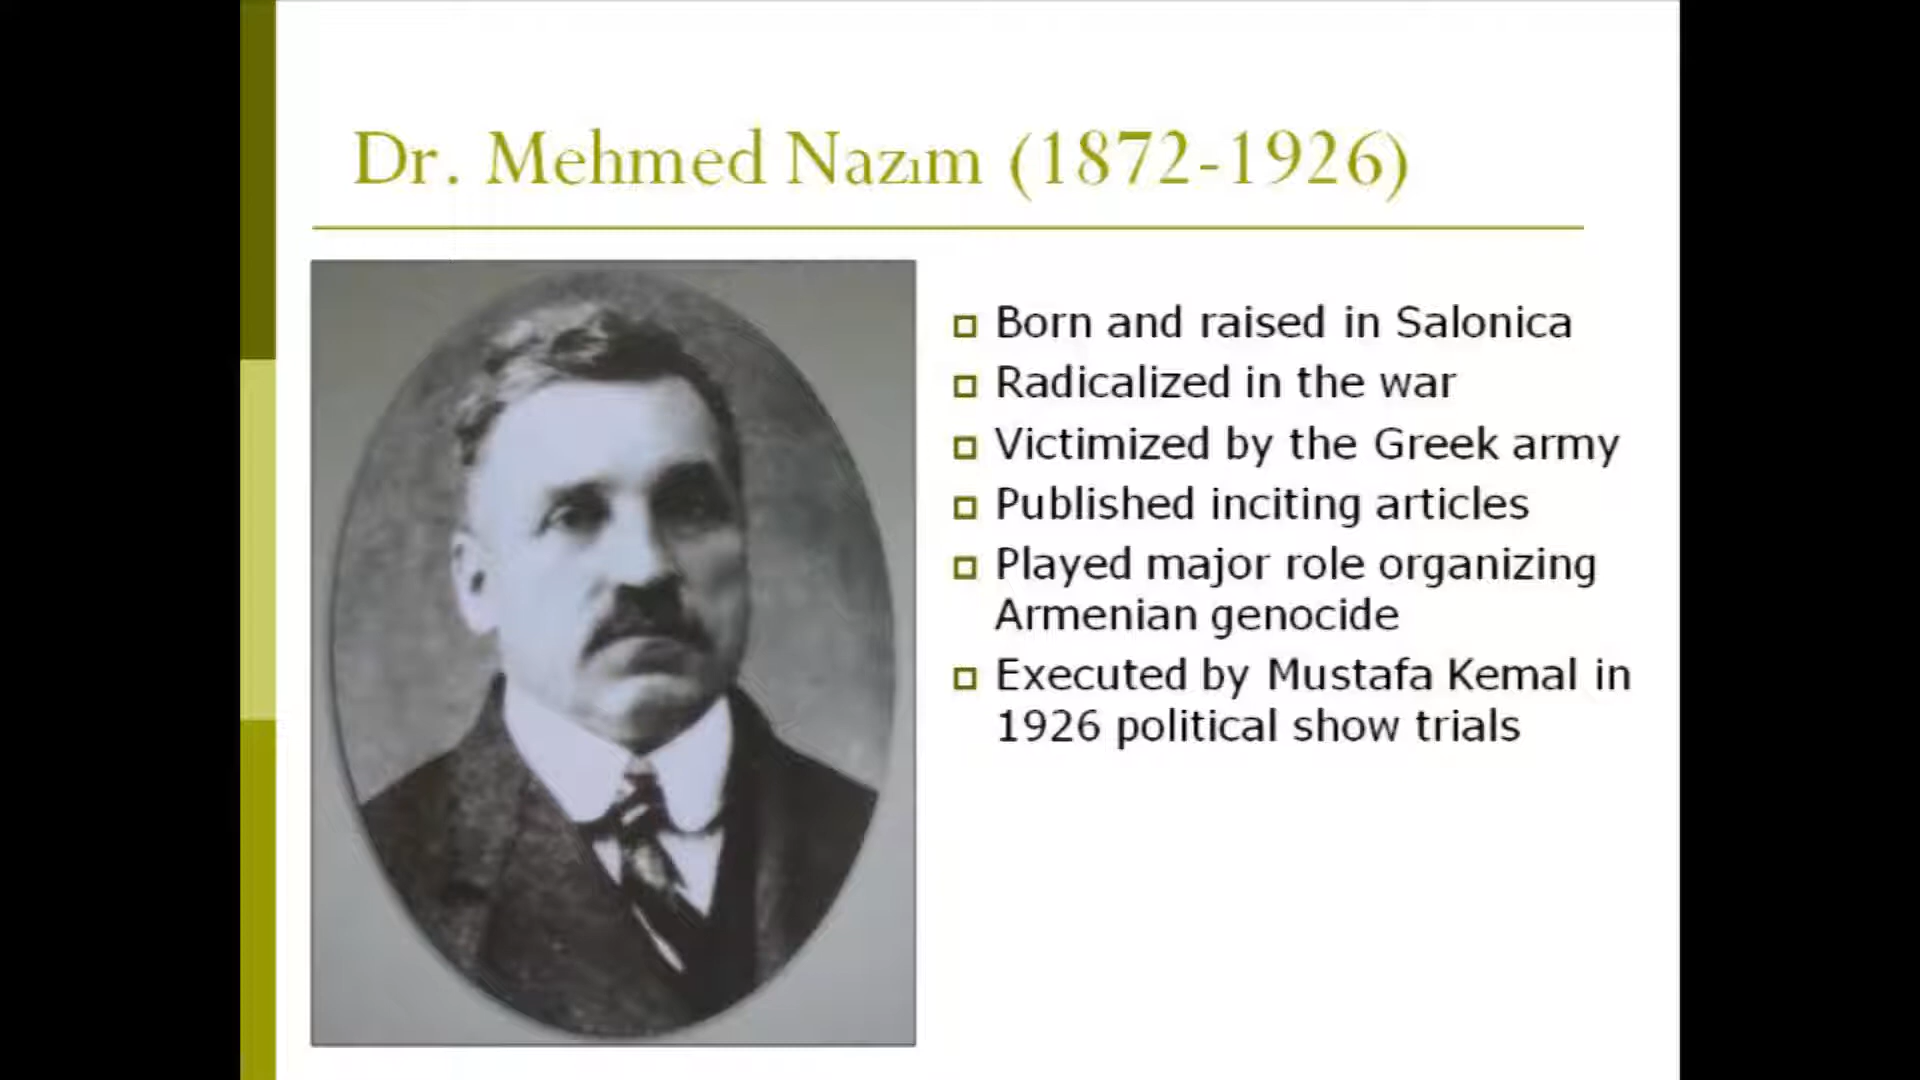 Dr. Mehmed Nazım (1872-1926)
Born and raised in Salonica
Radicalized in the war
Victimized by the Greek army
Published inciting articles
Played major role organizing
Armenian genocide
Executed by Mustafa Kemal in
1926 political show trials